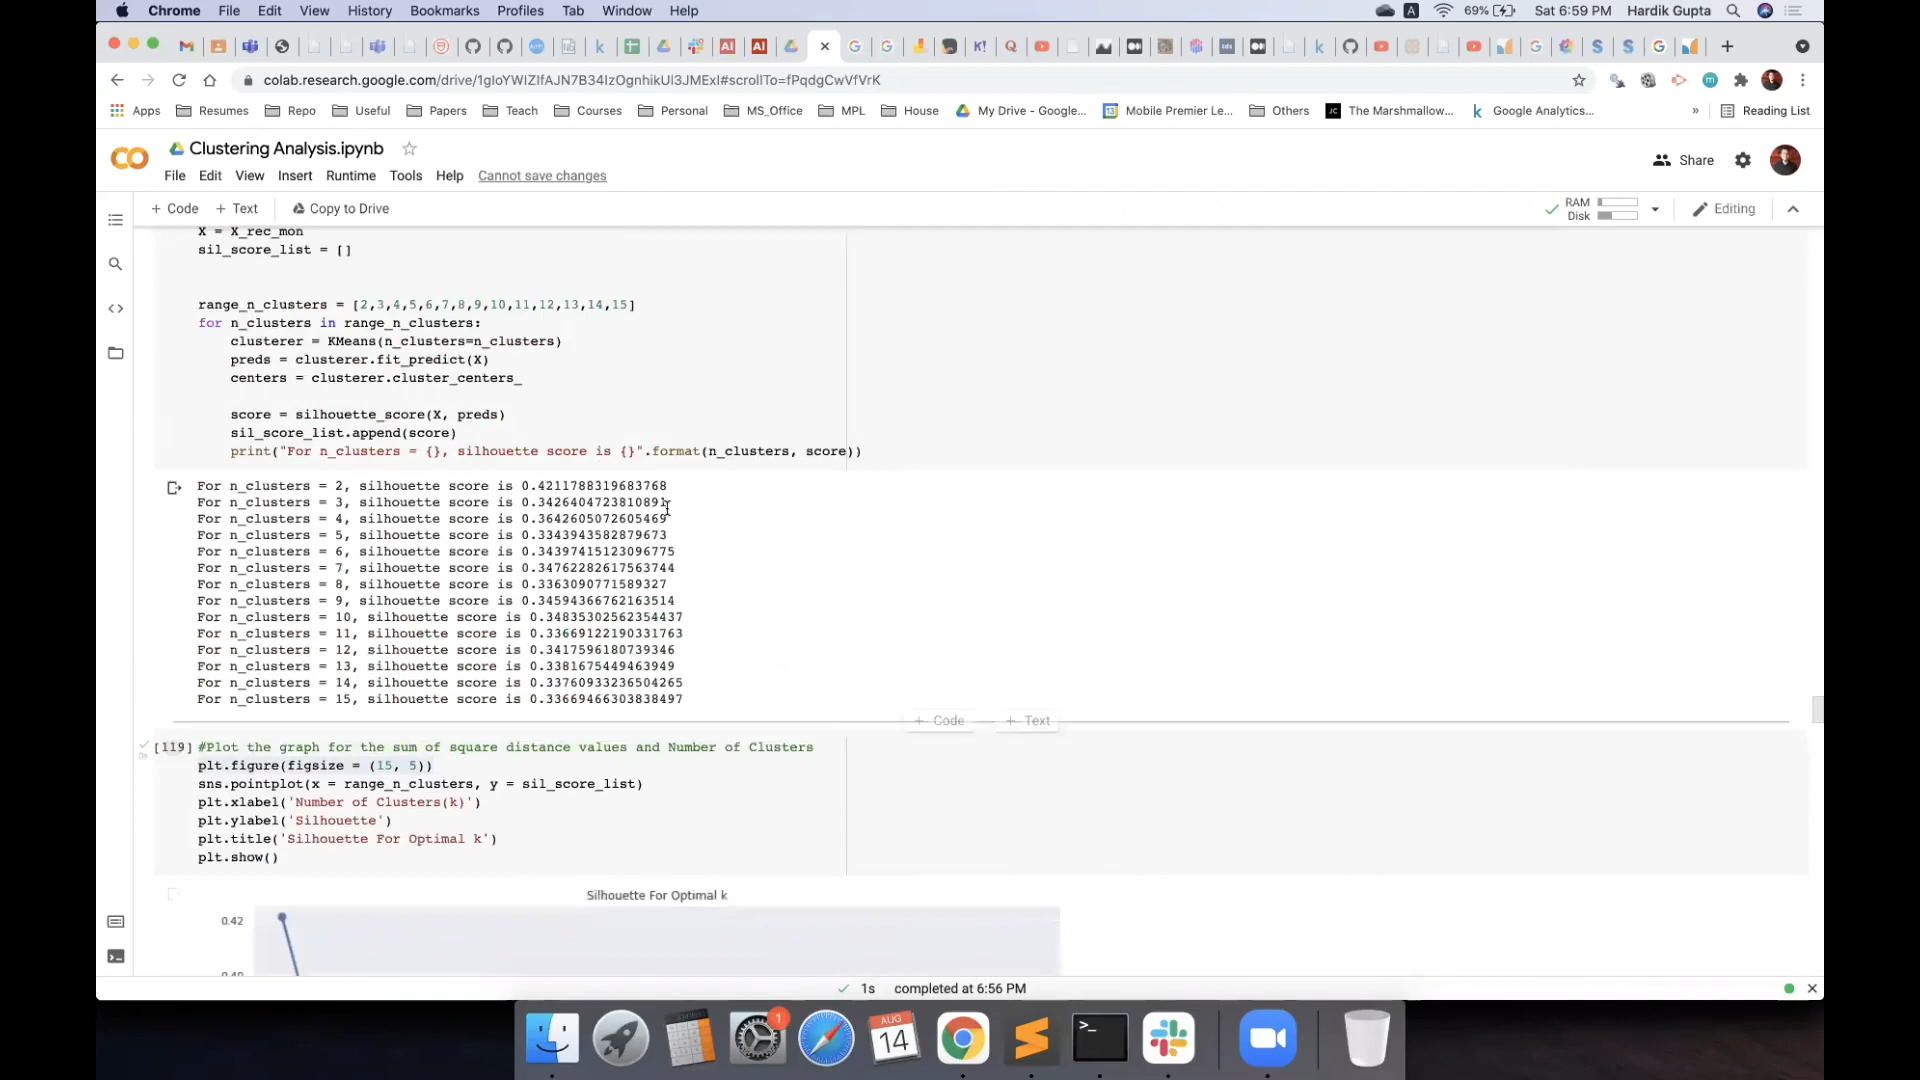 Chrome File Edit View History Bookmarks Profiles Tab Window Help
A 69% Sat 6:59 PM Hardik Gupta
colab.research.google.com/drive/1gIoYWIZIfAJN7B34IzOgnhikUl3JMExI#scrollTo=fPqdgCwVfVrK
Apps Resumes Repo Useful Papers Teach Courses Personal MS_Office MPL House My Drive - Google... Mobile Premier Le... Others JC The Marshmallow... Google Analytics... » Reading List
CO Clustering Analysis.ipynb
File Edit View Insert Runtime Tools Help Cannot save changes
Share
+ Code + Text Copy to Drive
RAM
Disk
Editing
X = X_rec_mon
sil_score_list = []
range_n_clusters = [2,3,4,5,6,7,8,9,10,11,12,13,14,15]
for n_clusters in range_n_clusters:
clusterer = KMeans(n_clusters=n_clusters)
preds = clusterer.fit_predict(X)
centers = clusterer.cluster_centers_
score = silhouette_score(X, preds)
sil_score_list.append(score)
print("For n_clusters = {}, silhouette score is {}".format(n_clusters, score))
For n_clusters = 2, silhouette score is 0.4211788319683768
For n_clusters = 3, silhouette score is 0.3426404723810891
For n_clusters = 4, silhouette score is 0.3642605072605469
For n_clusters = 5, silhouette score is 0.3343943582879673
For n_clusters = 6, silhouette score is 0.34397415123096775
For n_clusters = 7, silhouette score is 0.34762282617563744
For n_clusters = 8, silhouette score is 0.3363090771589327
For n_clusters = 9, silhouette score is 0.34594366762163514
For n_clusters = 10, silhouette score is 0.34835302562354437
For n_clusters = 11, silhouette score is 0.33669122190331763
For n_clusters = 12, silhouette score is 0.3417596180739346
For n_clusters = 13, silhouette score is 0.3381675449463949
For n_clusters = 14, silhouette score is 0.33760933236504265
For n_clusters = 15, silhouette score is 0.33669466303838497
+ Code + Text
[119] #Plot the graph for the sum of square distance values and Number of Clusters
plt.figure(figsize = (15, 5))
sns.pointplot(x = range_n_clusters, y = sil_score_list)
plt.xlabel('Number of Clusters(k)')
plt.ylabel('Silhouette')
plt.title('Silhouette For Optimal k')
plt.show()
Silhouette For Optimal k
0.42
1s completed at 6:56 PM
AUG
14
1